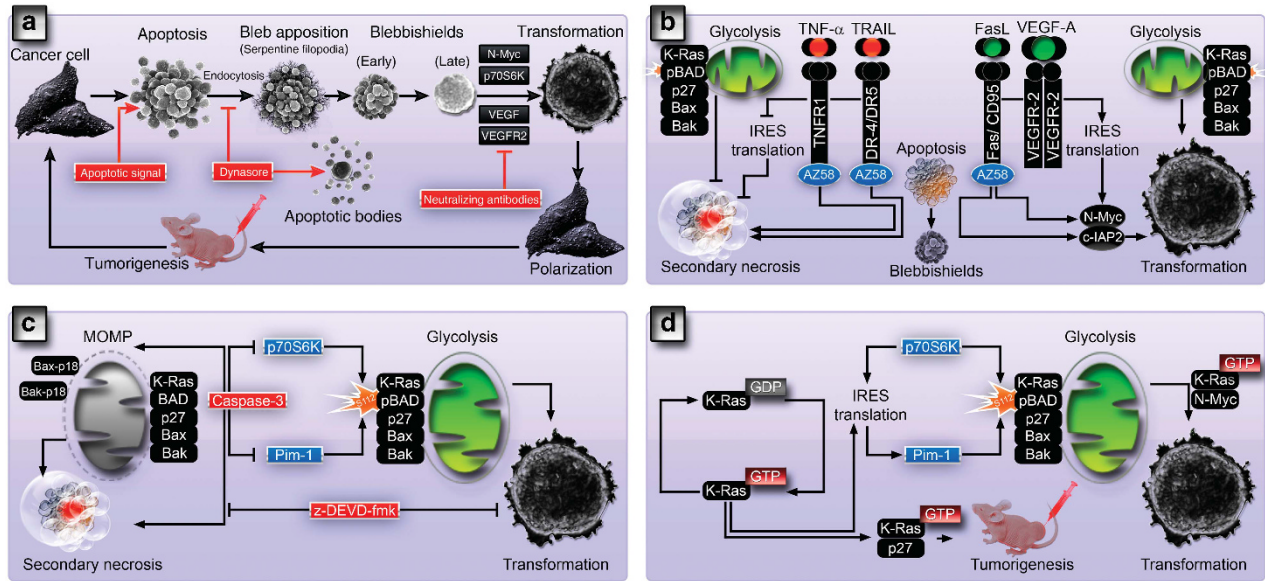 a
Cancer cell
Apoptosis
Bleb apposition
(Serpentine filopodia)
Blebbishields
Transformation
Endocytosis
(Early)
(Late)
N-Myc
p70S6K
VEGF
VEGFR2
Apoptotic signal
Dynasore
Neutralizing antibodies
Apoptotic bodies
Tumorigenesis
Polarization
b
K-Ras
pBAD
p27
Bax
Bak
Glycolysis
TNF-α
TRAIL
FasL
VEGF-A
Glycolysis
K-Ras
pBAD
p27
Bax
Bak
IRES
translation
TNFR1
DR-4/DR5
Fas/ CD95
VEGFR-2
VEGFR-2
IRES
translation
AZ58
AZ58
AZ58
Apoptosis
N-Myc
c-IAP2
Secondary necrosis
Blebbishields
Transformation
c
MOMP
Bax-p18
Bak-p18
K-Ras
BAD
p27
Bax
Bak
Caspase-3
p70S6K
Pim-1
S112
Glycolysis
K-Ras
pBAD
p27
Bax
Bak
z-DEVD-fmk
Secondary necrosis
Transformation
d
K-Ras
GDP
K-Ras
GTP
IRES
translation
p70S6K
Pim-1
S112
Glycolysis
K-Ras
pBAD
p27
Bax
Bak
GTP
K-Ras
N-Myc
K-Ras
GTP
p27
Tumorigenesis
Transformation